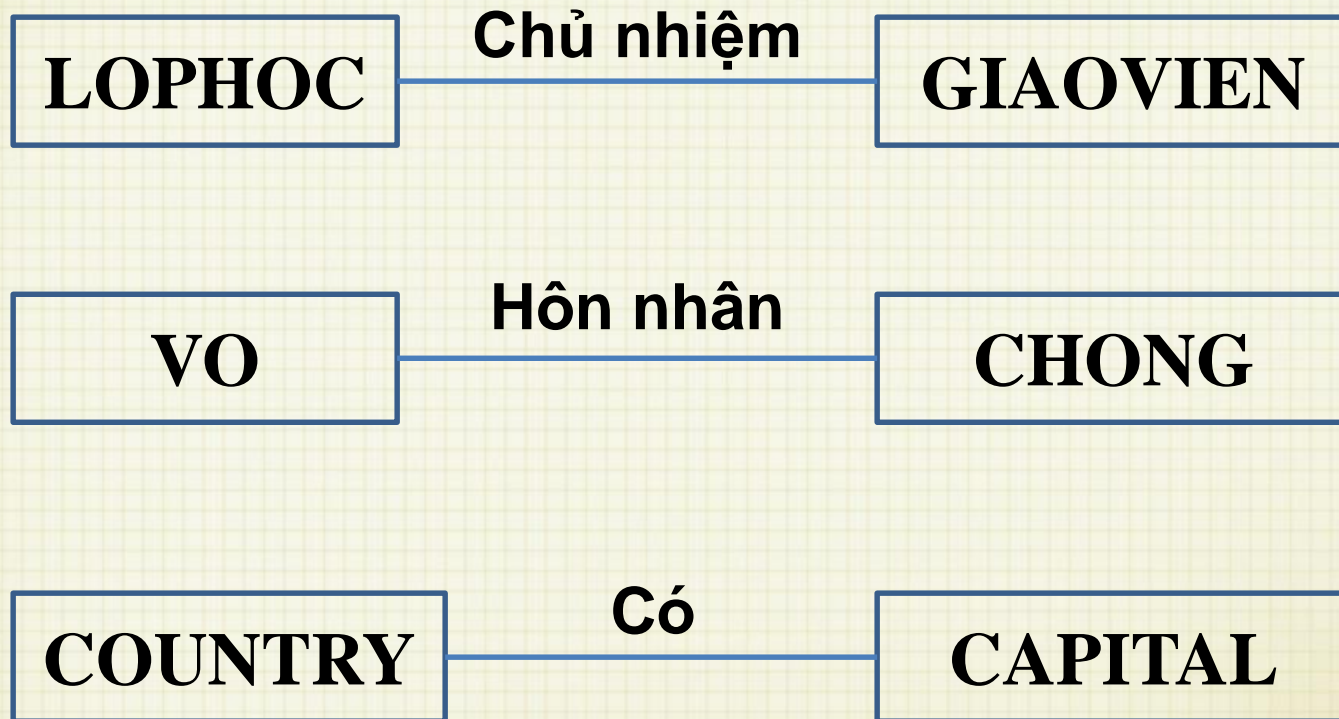 Chủ nhiệm
LOPHOC GIAOVIEN
Hôn nhân
VO CHONG
Có
COUNTRY CAPITAL